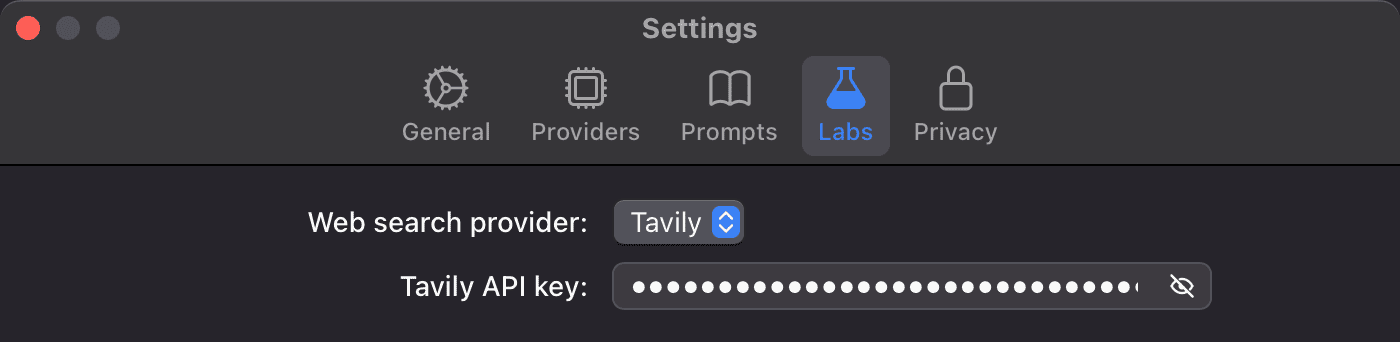 Settings
General Providers Prompts Labs Privacy
Web search provider: Tavily
Tavily API key: ••••••••••••••••••••••••••••••